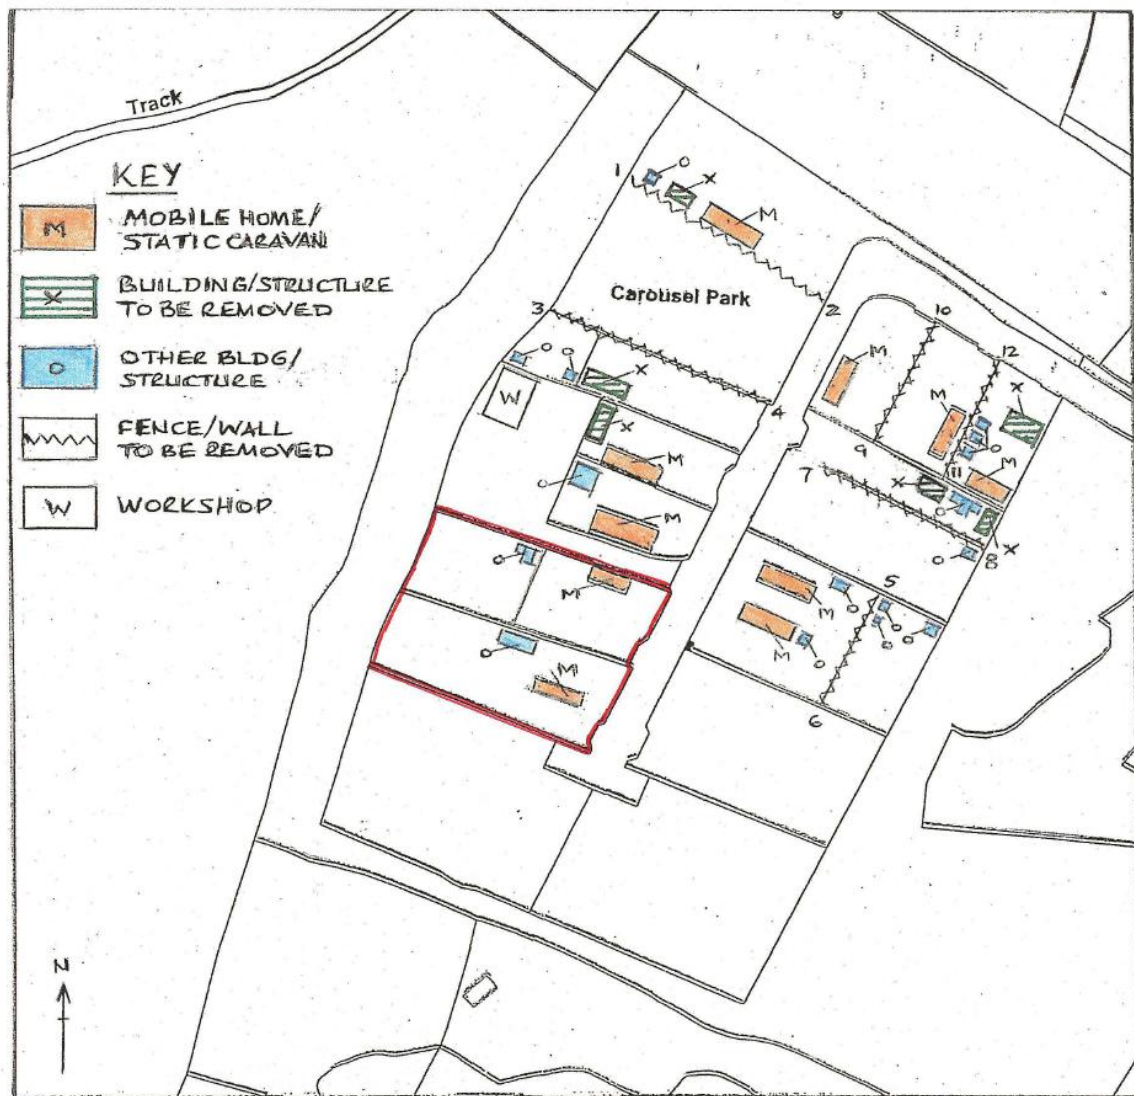 Track
KEY
M MOBILE HOME/
STATIC CARAVAN
X BUILDING/STRUCTURE
TO BE REMOVED
O OTHER BLDG/
STRUCTURE
FENCE/WALL
TO BE REMOVED
W WORKSHOP
1 O X M
Carousel Park
2
3 O O X
4
W X
M
O
M
10
12
M
M X
O
M
9 11
7 X
O X
8
O
O
M
O
M
5
M O O O O
M O
6
O
M
N